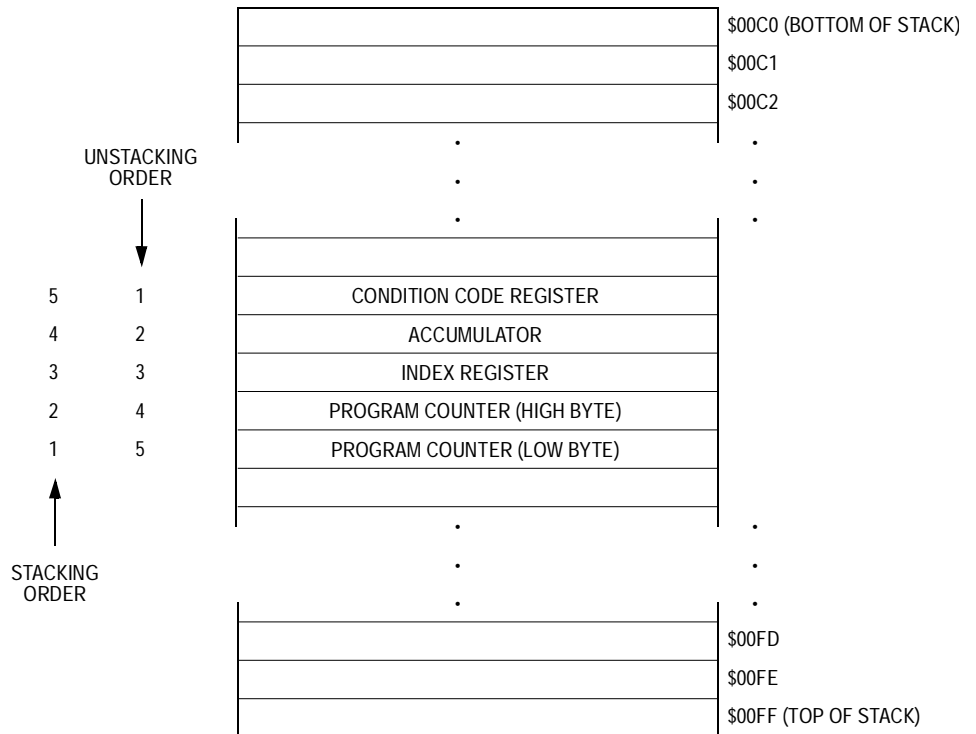 $00C0 (BOTTOM OF STACK)
$00C1
$00C2
UNSTACKING
ORDER
5 1 CONDITION CODE REGISTER
4 2 ACCUMULATOR
3 3 INDEX REGISTER
2 4 PROGRAM COUNTER (HIGH BYTE)
1 5 PROGRAM COUNTER (LOW BYTE)
STACKING
ORDER
$00FD
$00FE
$00FF (TOP OF STACK)